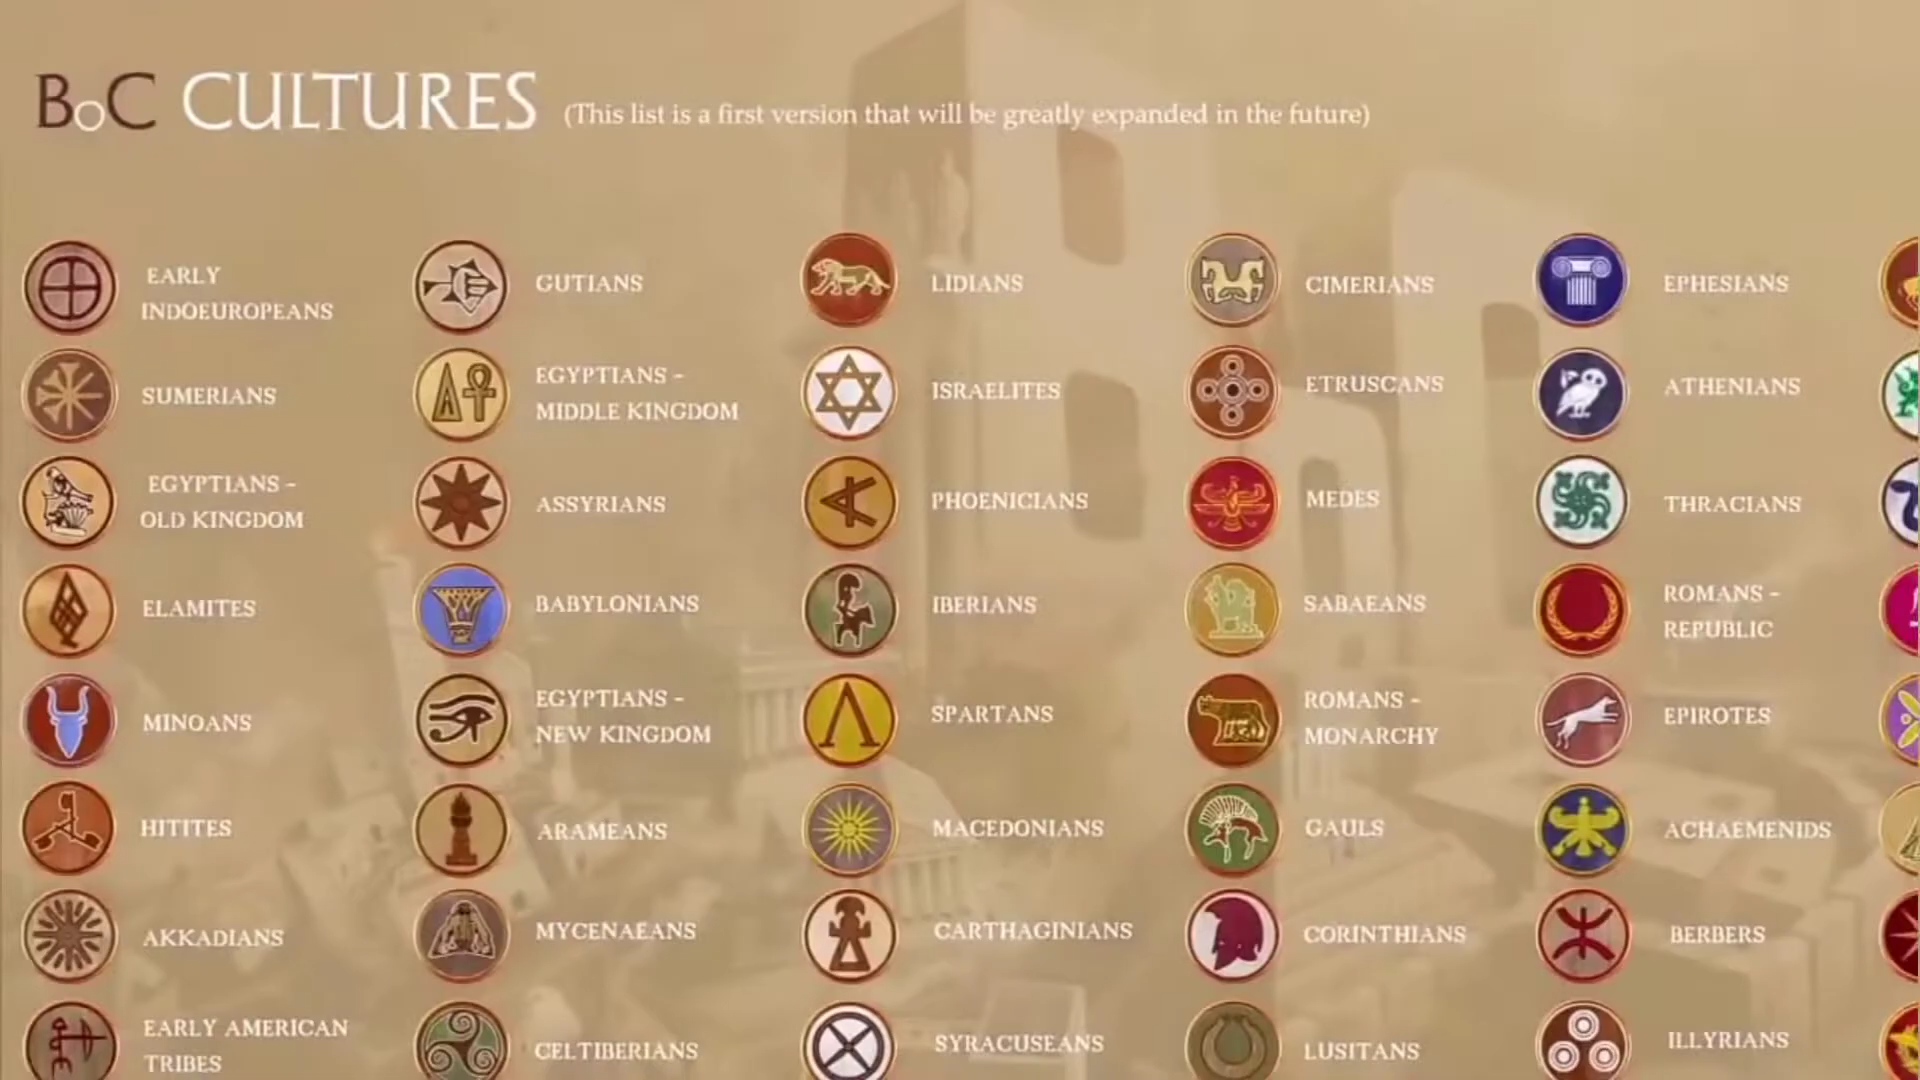 BoC CULTURES (This list is a first version that will be greatly expanded in the future)
EARLY
INDOEUROPEANS
SUMERIANS
EGYPTIANS -
OLD KINGDOM
ELAMITES
MINOANS
HITITES
AKKADIANS
EARLY AMERICAN
TRIBES
GUTIANS
EGYPTIANS -
MIDDLE KINGDOM
ASSYRIANS
BABYLONIANS
EGYPTIANS -
NEW KINGDOM
ARAMEANS
MYCENAEANS
CELTIBERIANS
LIDIANS
ISRAELITES
PHOENICIANS
IBERIANS
SPARTANS
MACEDONIANS
CARTHAGINIANS
SYRACUSEANS
CIMERIANS
ETRUSCANS
MEDES
SABAEANS
ROMANS -
MONARCHY
GAULS
CORINTHIANS
LUSITANS
EPHESIANS
ATHENIANS
THRACIANS
ROMANS -
REPUBLIC
EPIROTES
ACHAEMENIDS
BERBERS
ILLYRIANS